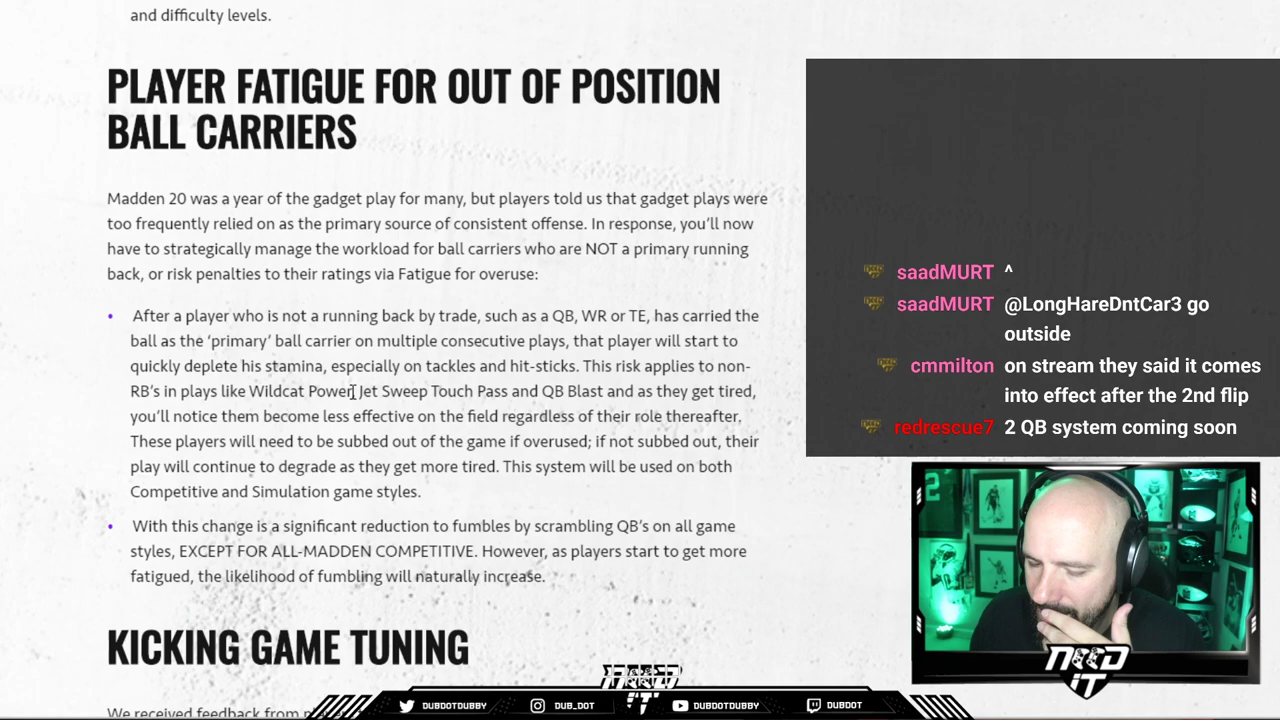 and difficulty levels.
PLAYER FATIGUE FOR OUT OF POSITION
BALL CARRIERS
Madden 20 was a year of the gadget play for many, but players told us that gadget plays were
too frequently relied on as the primary source of consistent offense. In response, you'll now
have to strategically manage the workload for ball carriers who are NOT a primary running
back, or risk penalties to their ratings via Fatigue for overuse:
• After a player who is not a running back by trade, such as a QB, WR or TE, has carried the
ball as the 'primary' ball carrier on multiple consecutive plays, that player will start to
quickly deplete his stamina, especially on tackles and hit-sticks. This risk applies to non-
RB's in plays like Wildcat Power, Jet Sweep Touch Pass and QB Blast and as they get tired,
you'll notice them become less effective on the field regardless of their role thereafter.
These players will need to be subbed out of the game if overused; if not subbed out, their
play will continue to degrade as they get more tired. This system will be used on both
Competitive and Simulation game styles.
• With this change is a significant reduction to fumbles by scrambling QB's on all game
styles, EXCEPT FOR ALL-MADDEN COMPETITIVE. However, as players start to get more
fatigued, the likelihood of fumbling will naturally increase.
KICKING GAME TUNING
We received feedback from
saadMURT ^
saadMURT @LongHareDntCar3 go
outside
cmmilton on stream they said it comes
into effect after the 2nd flip
redrescue7 2 QB system coming soon
NEED
IT
DUBDOTDUBBY
DUB_DOT
DUBDOTDUBBY
DUBDOT